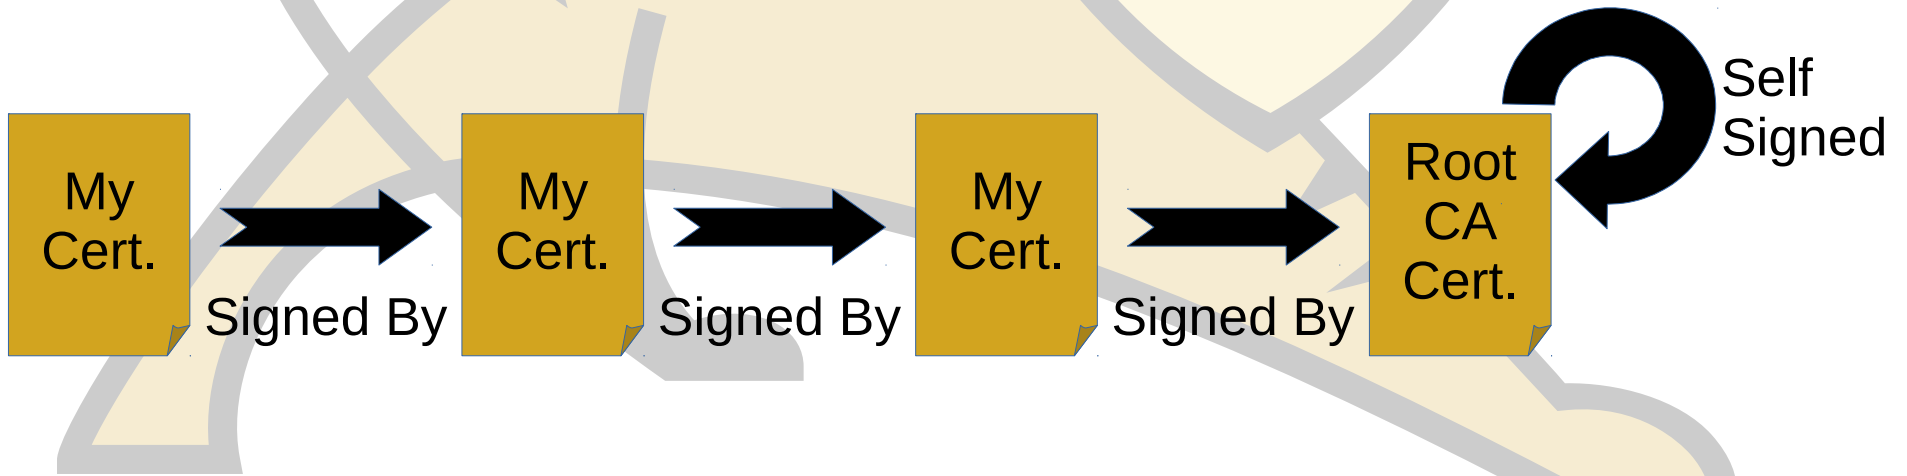 My
Cert.
Signed By
My
Cert.
Signed By
My
Cert.
Signed By
Root
CA
Cert.
Self
Signed